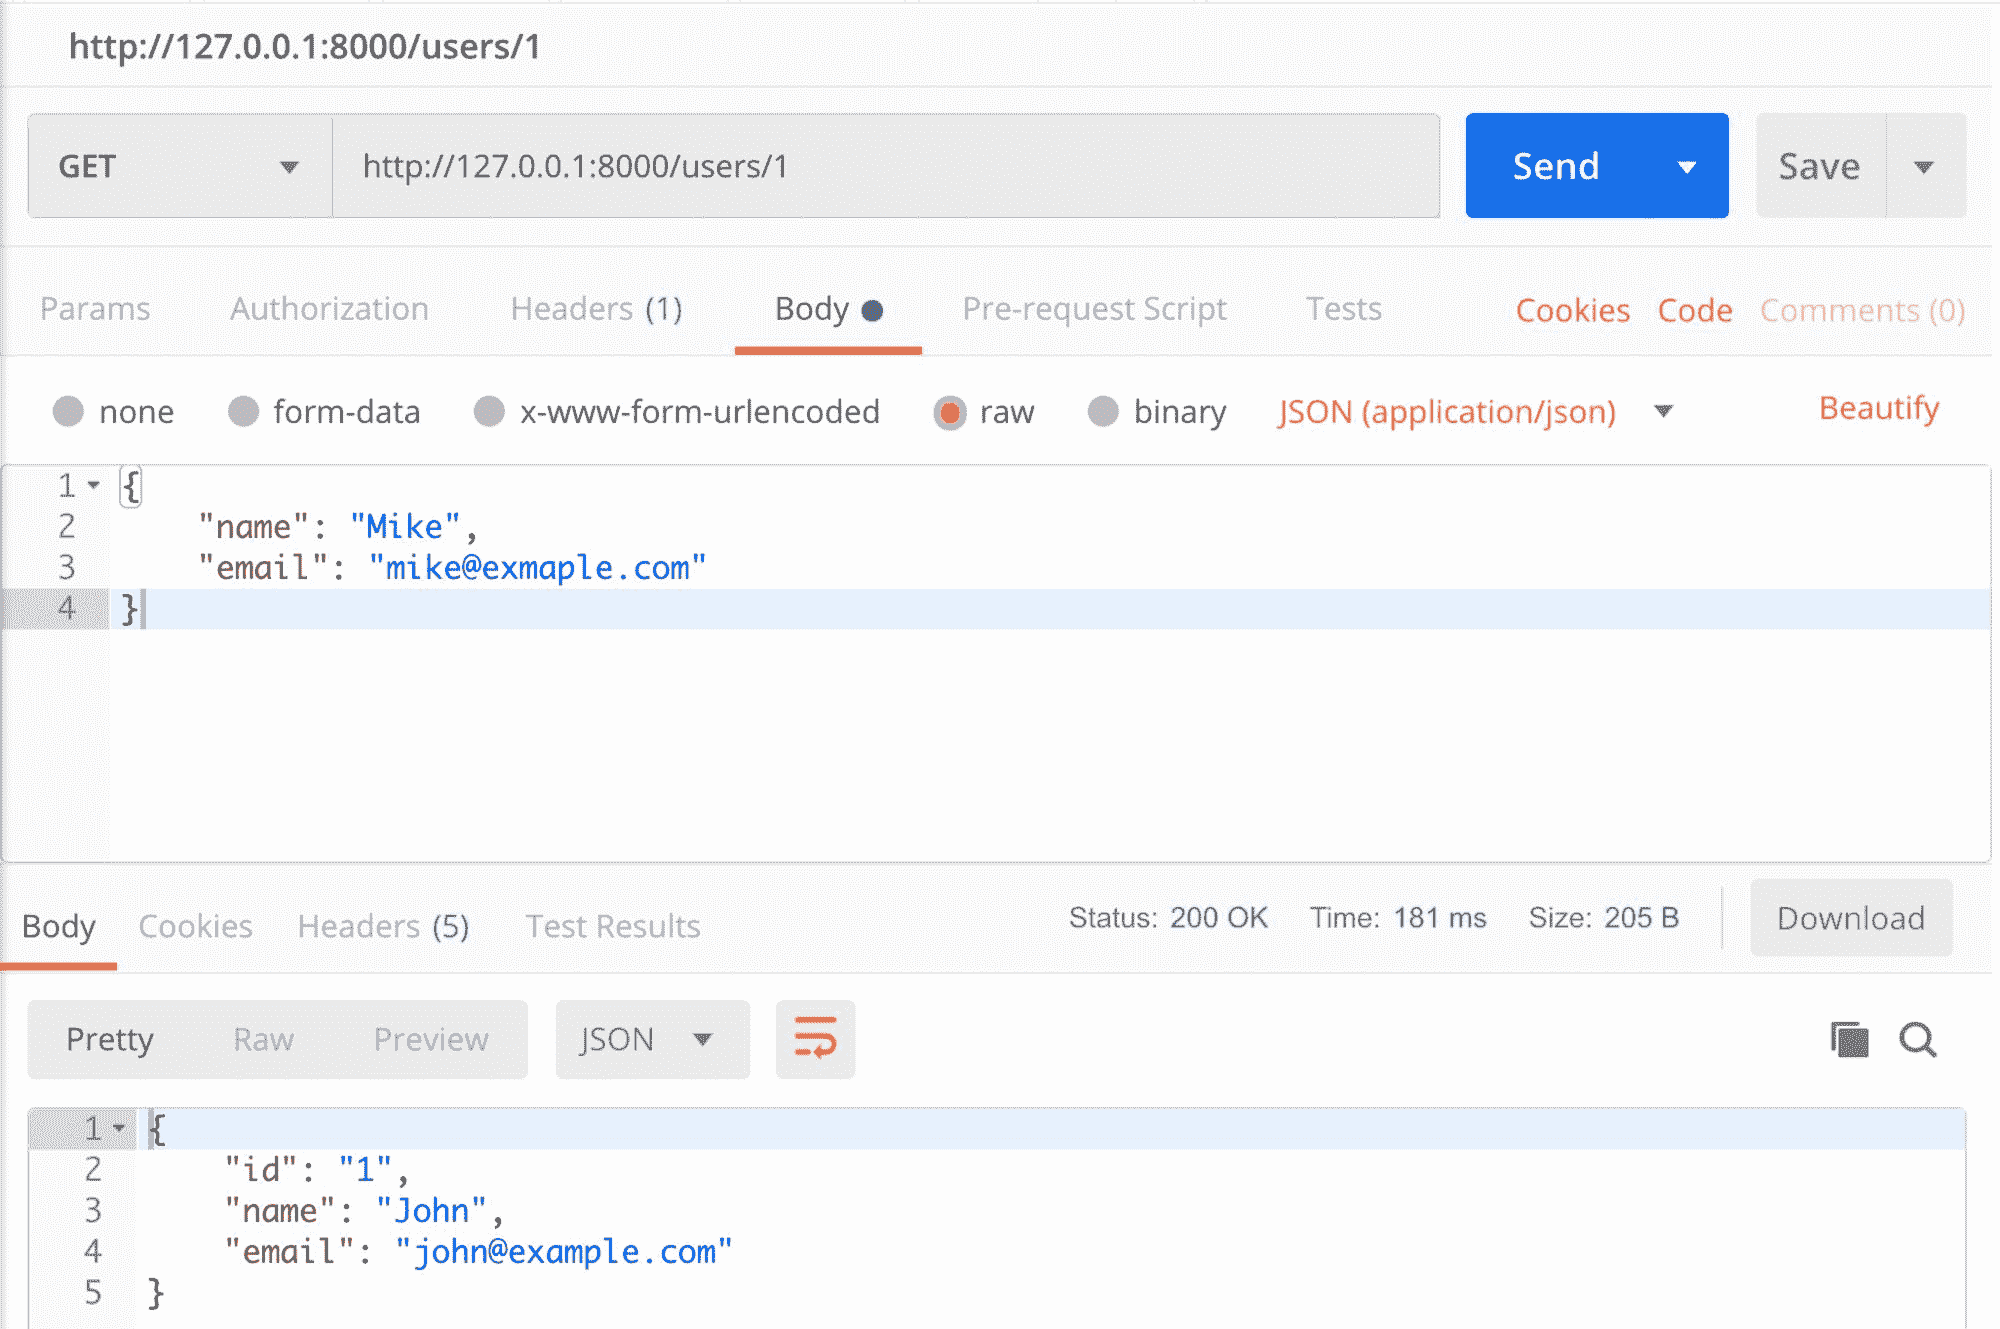 http://127.0.0.1:8000/users/1
GET http://127.0.0.1:8000/users/1 Send Save
Params Authorization Headers (1) Body Pre-request Script Tests Cookies Code Comments (0)
none form-data x-www-form-urlencoded raw binary JSON (application/json) Beautify
1 {
2 "name": "Mike",
3 "email": "mike@exmaple.com"
4 }
Body Cookies Headers (5) Test Results Status: 200 OK Time: 181 ms Size: 205 B Download
Pretty Raw Preview JSON
1 {
2 "id": "1",
3 "name": "John",
4 "email": "john@example.com"
5 }